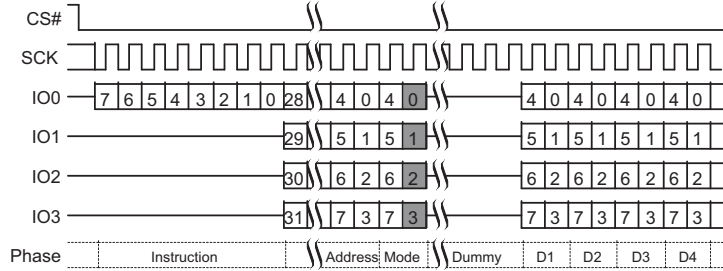 CS#
SCK
IO0 7 6 5 4 3 2 1 0 28 4 0 4 0 4 0 4 0 4 0 4 0
IO1 29 5 1 5 1 5 1 5 1 5 1 5 1
IO2 30 6 2 6 2 6 2 6 2 6 2 6 2
IO3 31 7 3 7 3 7 3 7 3 7 3 7 3
Phase Instruction Address Mode Dummy D1 D2 D3 D4